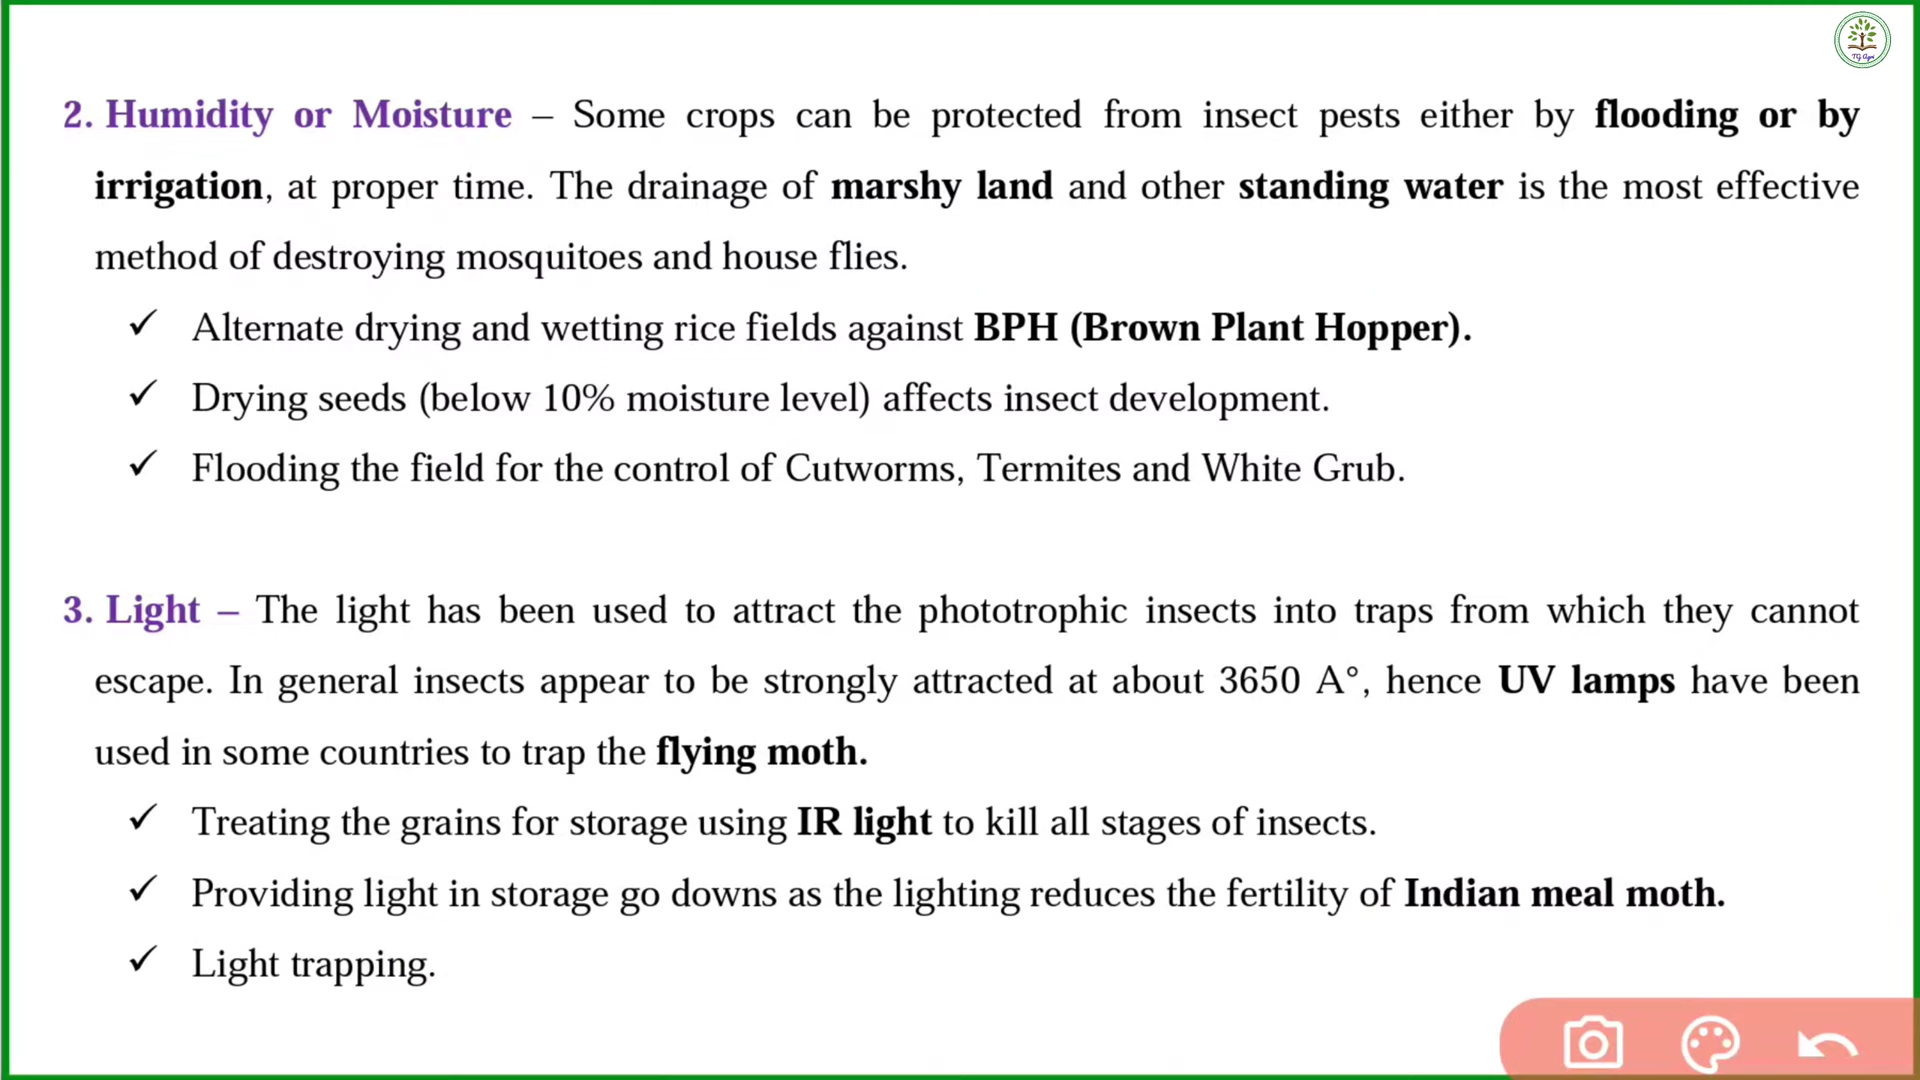 TG Agri
2. Humidity or Moisture – Some crops can be protected from insect pests either by flooding or by
irrigation, at proper time. The drainage of marshy land and other standing water is the most effective
method of destroying mosquitoes and house flies.
✓ Alternate drying and wetting rice fields against BPH (Brown Plant Hopper).
✓ Drying seeds (below 10% moisture level) affects insect development.
✓ Flooding the field for the control of Cutworms, Termites and White Grub.
3. Light – The light has been used to attract the phototrophic insects into traps from which they cannot
escape. In general insects appear to be strongly attracted at about 3650 A°, hence UV lamps have been
used in some countries to trap the flying moth.
✓ Treating the grains for storage using IR light to kill all stages of insects.
✓ Providing light in storage go downs as the lighting reduces the fertility of Indian meal moth.
✓ Light trapping.